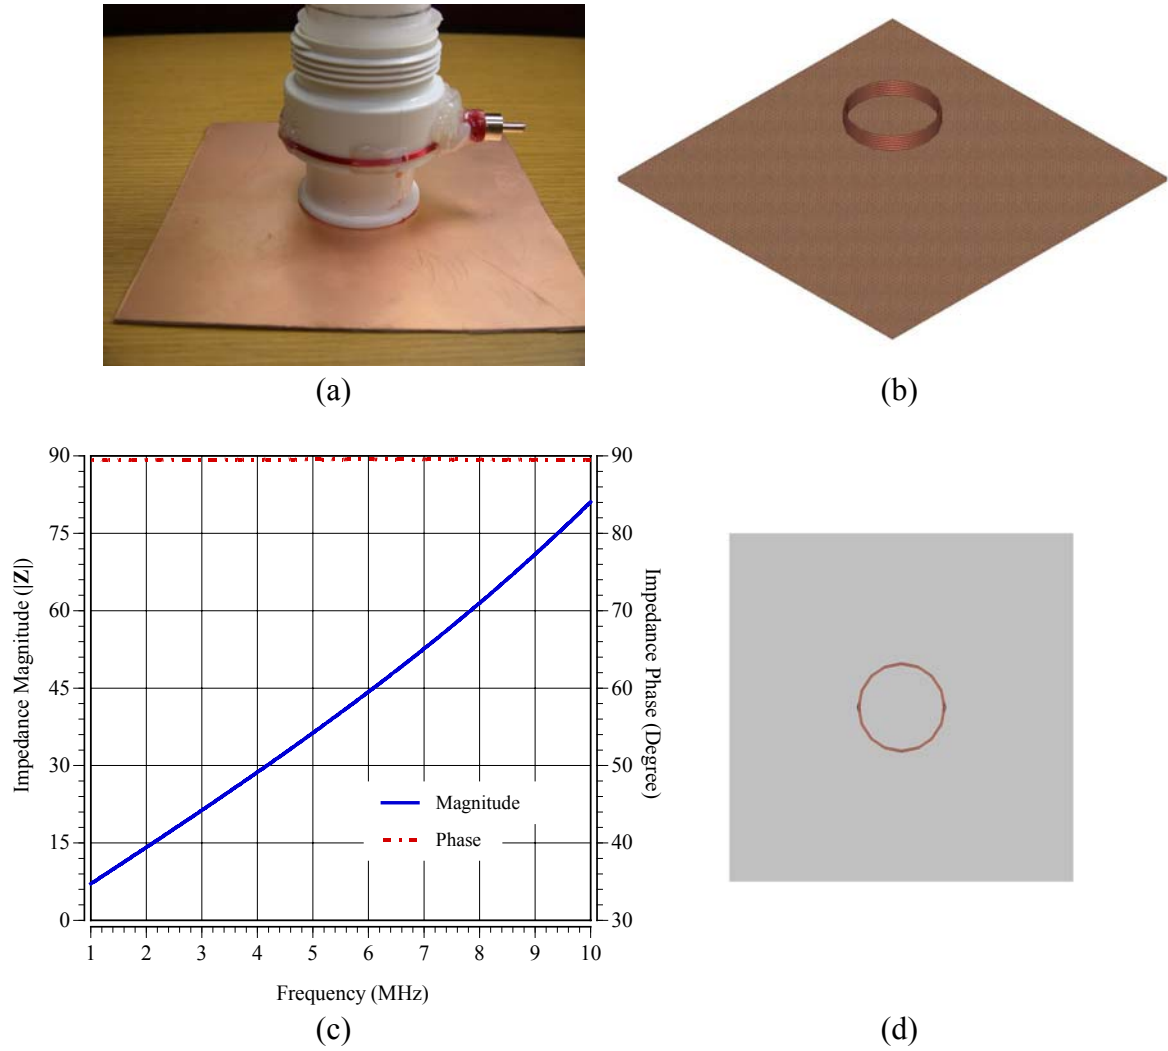 (a)
(b)
90
75
60
45
30
15
0
Impedance Magnitude (|Z|)
90
80
70
60
50
40
30
Impedance Phase (Degree)
Magnitude
Phase
1 2 3 4 5 6 7 8 9 10
Frequency (MHz)
(c)
(d)